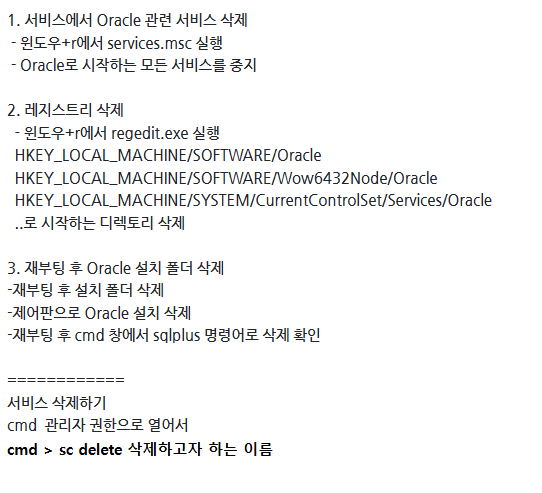 1. 서비스에서 Oracle 관련 서비스 삭제
- 윈도우+r에서 services.msc 실행
- Oracle로 시작하는 모든 서비스를 중지
2. 레지스트리 삭제
- 윈도우+r에서 regedit.exe 실행
HKEY_LOCAL_MACHINE/SOFTWARE/Oracle
HKEY_LOCAL_MACHINE/SOFTWARE/Wow6432Node/Oracle
HKEY_LOCAL_MACHINE/SYSTEM/CurrentControlSet/Services/Oracle
..로 시작하는 디렉토리 삭제
3. 재부팅 후 Oracle 설치 폴더 삭제
-재부팅 후 설치 폴더 삭제
-제어판으로 Oracle 설치 삭제
-재부팅 후 cmd 창에서 sqlplus 명령어로 삭제 확인
============
서비스 삭제하기
cmd 관리자 권한으로 열어서
cmd > sc delete 삭제하고자 하는 이름